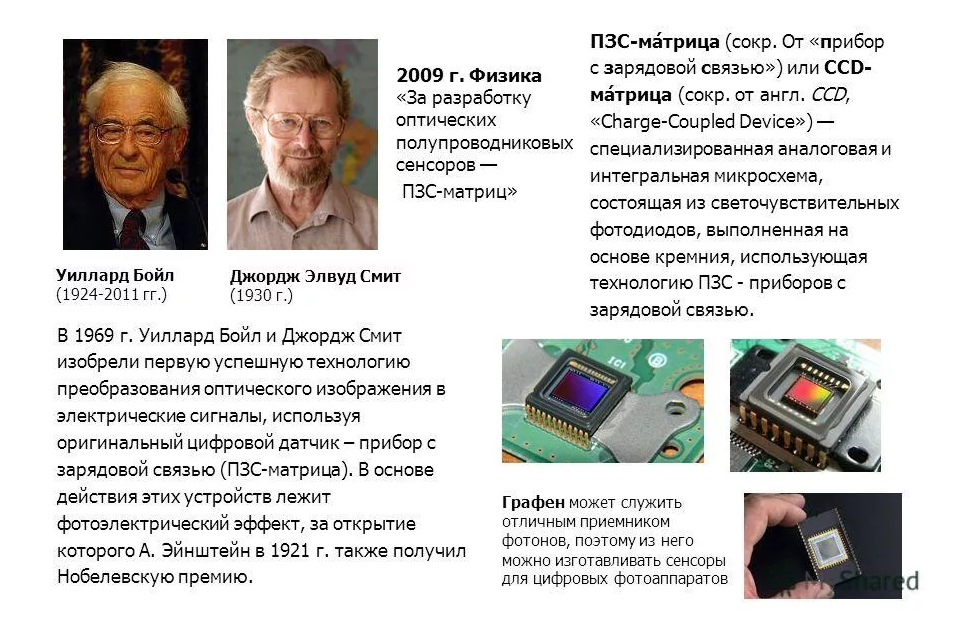 2009 г. Физика
«За разработку
оптических
полупроводниковых
сенсоров —
ПЗС-матриц»
Уиллард Бойл
(1924-2011 гг.)
Джордж Элвуд Смит
(1930 г.)
В 1969 г. Уиллард Бойл и Джордж Смит
изобрели первую успешную технологию
преобразования оптического изображения в
электрические сигналы, используя
оригинальный цифровой датчик – прибор с
зарядовой связью (ПЗС-матрица). В основе
действия этих устройств лежит
фотоэлектрический эффект, за открытие
которого А. Эйнштейн в 1921 г. также получил
Нобелевскую премию.
ПЗС-ма́трица (сокр. От «прибор
с зарядовой связью») или CCD-
ма́трица (сокр. от англ. CCD,
«Charge-Coupled Device») —
специализированная аналоговая и
интегральная микросхема,
состоящая из светочувствительных
фотодиодов, выполненная на
основе кремния, использующая
технологию ПЗС - приборов с
зарядовой связью.
IC1
Графен может служить
отличным приемником
фотонов, поэтому из него
можно изготавливать сенсоры
для цифровых фотоаппаратов
MyShared